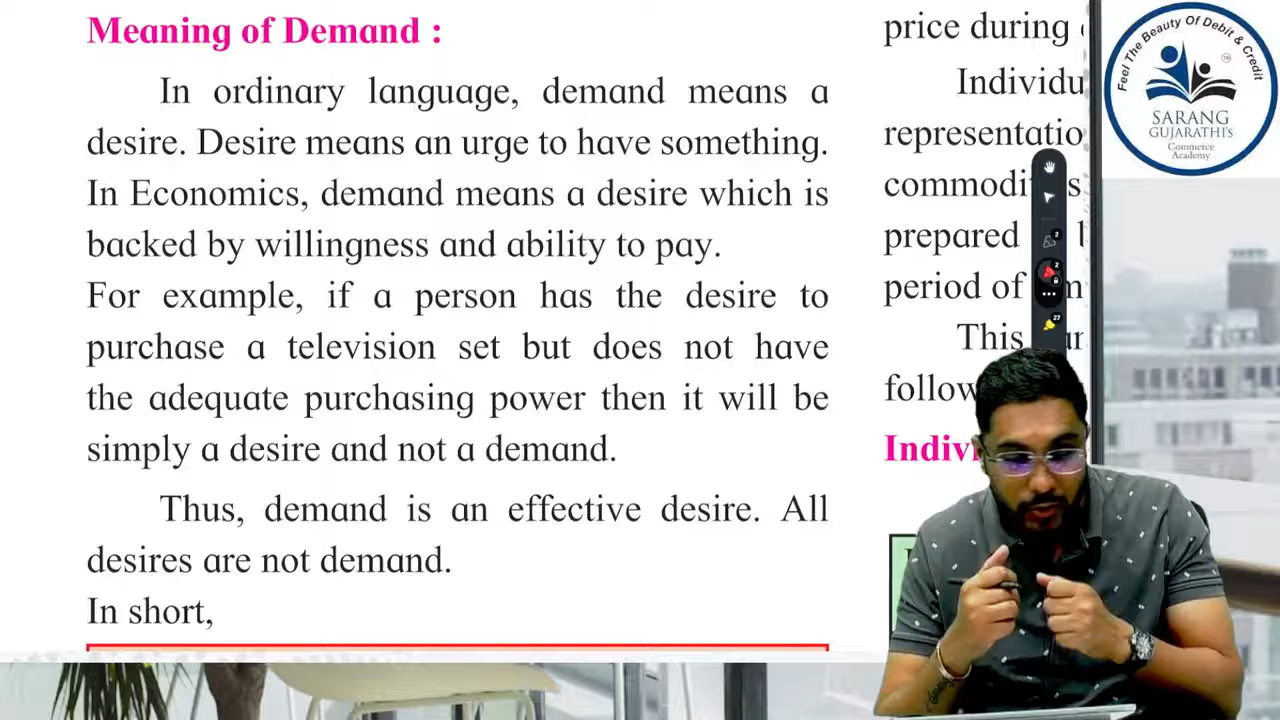 Meaning of Demand :
In ordinary language, demand means a
desire. Desire means an urge to have something.
In Economics, demand means a desire which is
backed by willingness and ability to pay.
For example, if a person has the desire to
purchase a television set but does not have
the adequate purchasing power then it will be
simply a desire and not a demand.
Thus, demand is an effective desire. All
desires are not demand.
In short,
price during
Individu
representatio
commodi
prepared
period of
This
follow
Indivi
Feel The Beauty Of Debit & Credit
SARANG
GUJARATHI's
Commerce
Academy
2
2
27